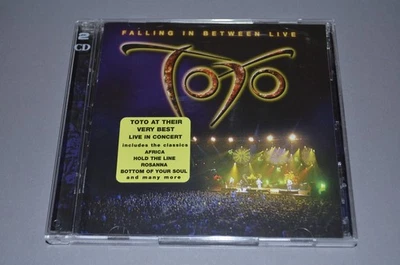 2
CD
FALLING IN BETWEEN LIVE
TOTO
TOTO AT THEIR
VERY BEST
LIVE IN CONCERT
includes the classics
AFRICA
HOLD THE LINE
ROSANNA
BOTTOM OF YOUR SOUL
and many more